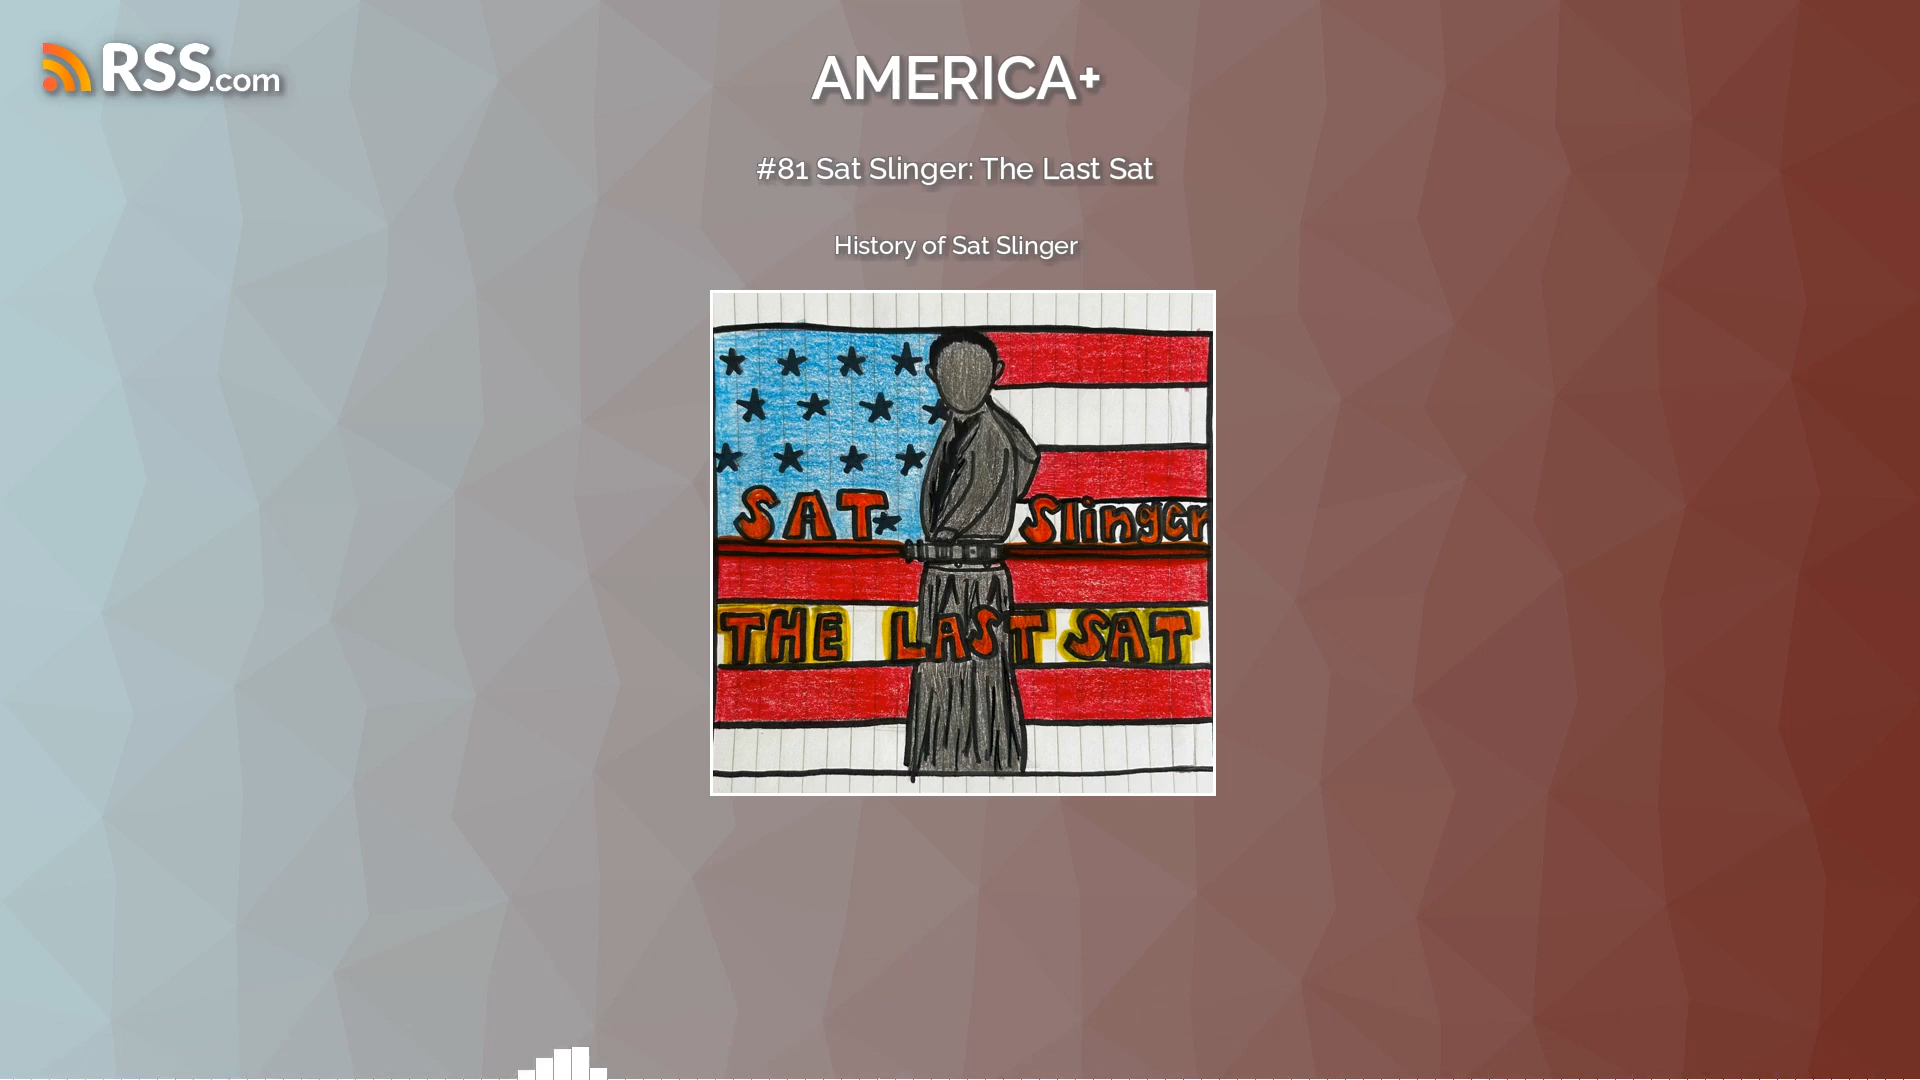 RSS.com
AMERICA+
#81 Sat Slinger: The Last Sat
History of Sat Slinger
SAT Slinger
THE LAST SAT